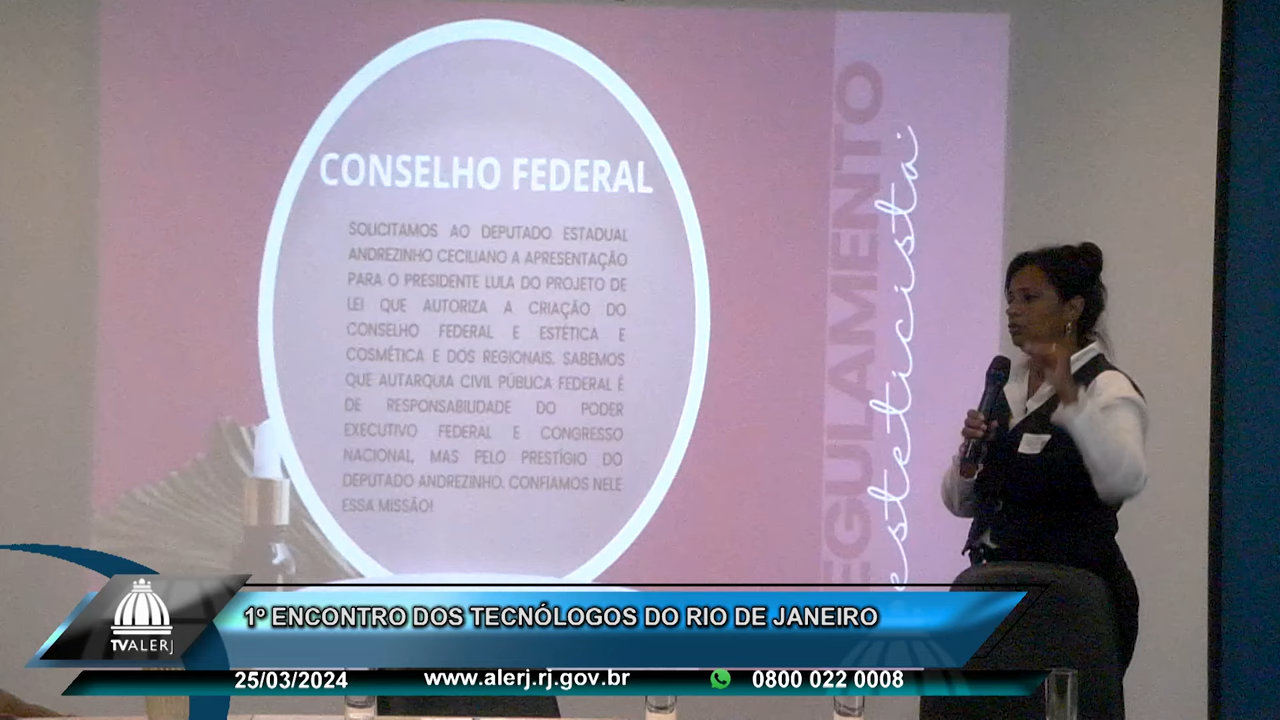 CONSELHO FEDERAL
SOLICITAMOS AO DEPUTADO ESTADUAL
ANDREZINHO CECILIANO A APRESENTAÇÃO
PARA O PRESIDENTE LULA DO PROJETO DE
LEI QUE AUTORIZA A CRIAÇÃO DO
CONSELHO FEDERAL E ESTÉTICA E
COSMÉTICA E DOS REGIONAIS. SABEMOS
QUE AUTARQUIA CIVIL PÚBLICA FEDERAL É
DE RESPONSABILIDADE DO PODER
EXECUTIVO FEDERAL E CONGRESSO
NACIONAL, MAS PELO PRESTÍGIO DO
DEPUTADO ANDREZINHO. CONFIAMOS NELE
ESSA MISSÃO!
EGULAMENTO
esteticista.
1º ENCONTRO DOS TECNÓLOGOS DO RIO DE JANEIRO
TVALERJ
25/03/2024 www.alerj.rj.gov.br 0800 022 0008